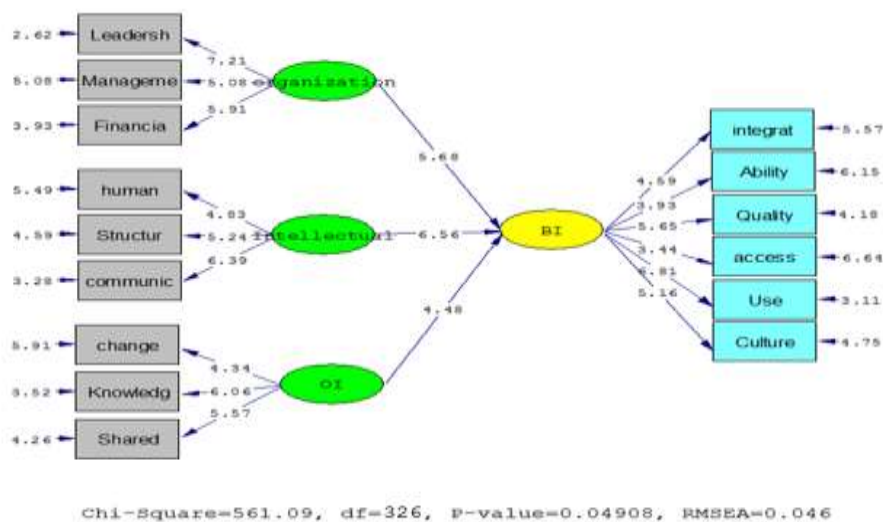 2.62 Leadersh
7.21
5.08 Manageme 5.08 organization
3.93 Financia 5.91
integrat 5.57
5.68
4.59
Ability 6.15
5.49 human
3.93
4.83
Quality 4.18
4.59 Structur 5.24 Intellectual 6.56 BI 5.65
3.44
access 6.64
3.28 communic 6.39
6.81
5.16
Use 3.11
4.48
Culture 4.75
5.91 change
4.34
OI
Knowledg 6.06
5.57
4.26 Shared
Chi-Square=561.09, df=326, P-value=0.04908, RMSEA=0.046